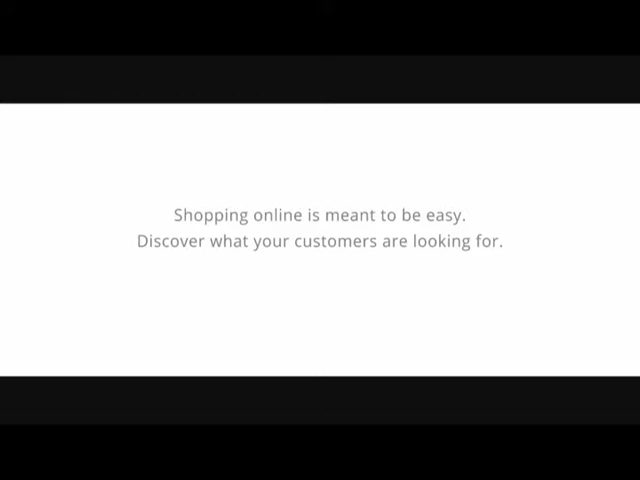 Shopping online is meant to be easy.
Discover what your customers are looking for.